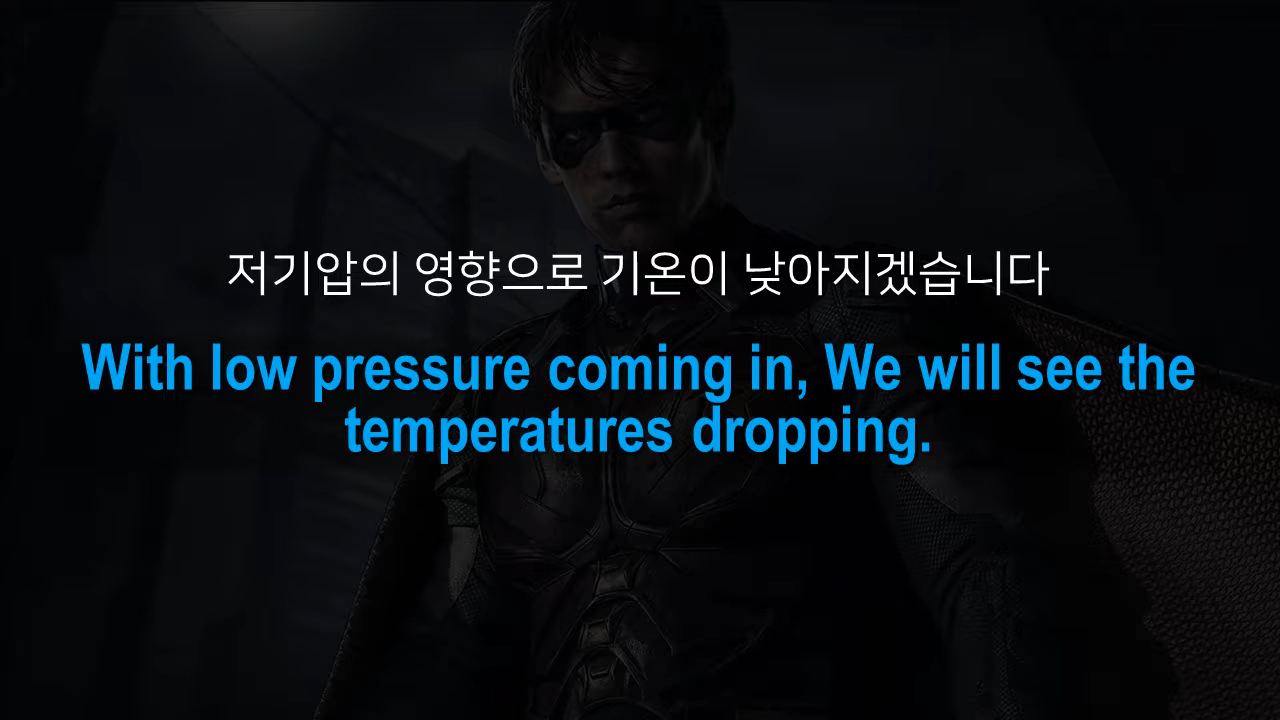 저기압의 영향으로 기온이 낮아지겠습니다
With low pressure coming in, We will see the
temperatures dropping.